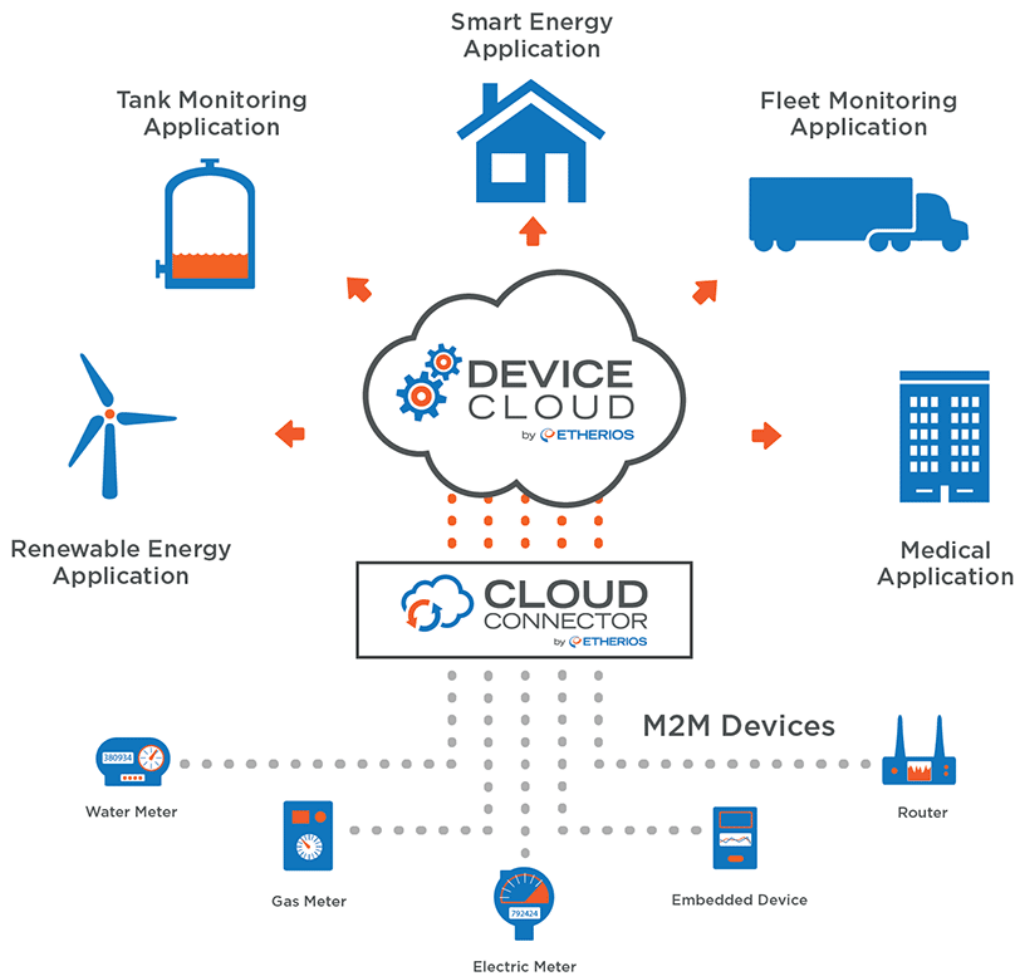 Smart Energy
Application
Tank Monitoring
Application
Fleet Monitoring
Application
DEVICE
CLOUD
by ETHERIOS
Renewable Energy
Application
Medical
Application
CLOUD
CONNECTOR
by ETHERIOS
M2M Devices
380934
Water Meter
Router
Gas Meter
Embedded Device
792424
Electric Meter